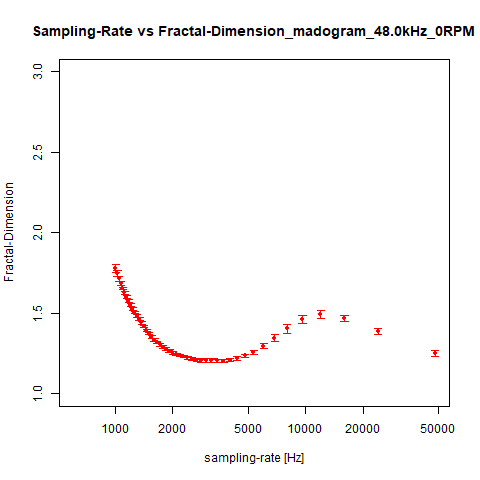 Sampling-Rate vs Fractal-Dimension_madogram_48.0kHz_0RPM
3.0
2.5
2.0
1.5
1.0
Fractal-Dimension
1000 2000 5000 10000 20000 50000
sampling-rate [Hz]